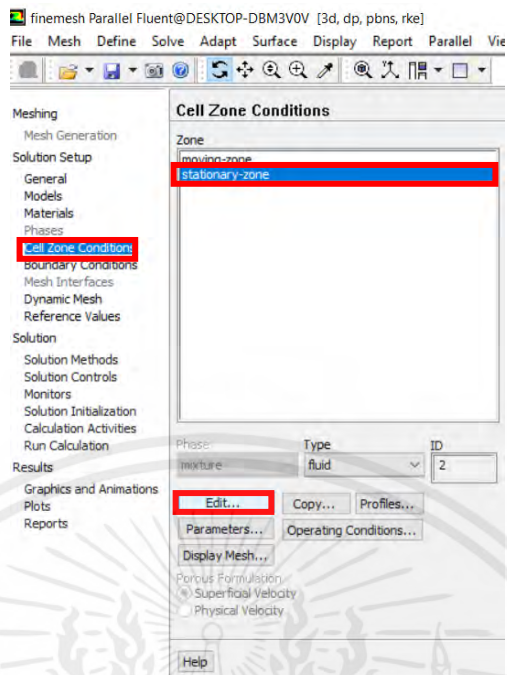 finemesh Parallel Fluent@DESKTOP-DBM3V0V [3d, dp, pbns, rke]
File Mesh Define Solve Adapt Surface Display Report Parallel Vie
Meshing
Mesh Generation
Solution Setup
General
Models
Materials
Phases
Cell Zone Conditions
Boundary Conditions
Mesh Interfaces
Dynamic Mesh
Reference Values
Solution
Solution Methods
Solution Controls
Monitors
Solution Initialization
Calculation Activities
Run Calculation
Results
Graphics and Animations
Plots
Reports
Cell Zone Conditions
Zone
moving-zone
stationary-zone
Phase Type ID
mixture fluid 2
Edit... Copy... Profiles...
Parameters... Operating Conditions...
Display Mesh...
Porous Formulation
Superficial Velocity
Physical Velocity
Help